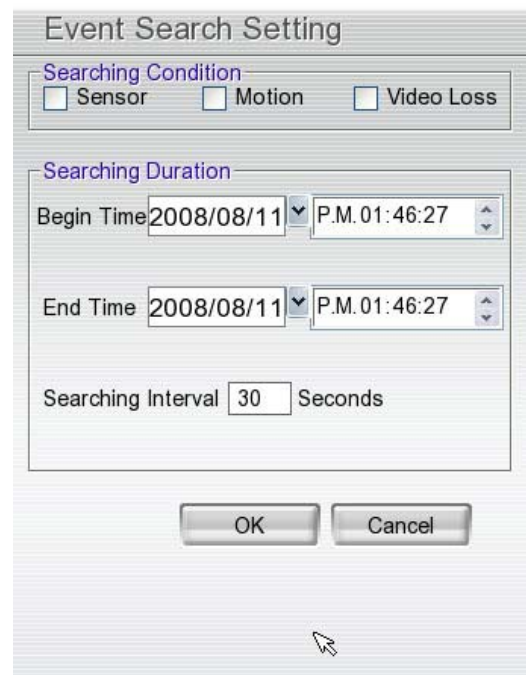 Event Search Setting
Searching Condition
Sensor Motion Video Loss
Searching Duration
Begin Time 2008/08/11 P.M. 01:46:27
End Time 2008/08/11 P.M. 01:46:27
Searching Interval 30 Seconds
OK Cancel